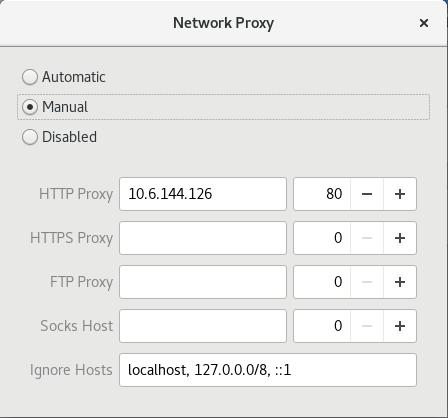 Network Proxy ×
Automatic
Manual
Disabled
HTTP Proxy 10.6.144.126 80 − +
HTTPS Proxy 0 − +
FTP Proxy 0 − +
Socks Host 0 − +
Ignore Hosts localhost, 127.0.0.0/8, ::1